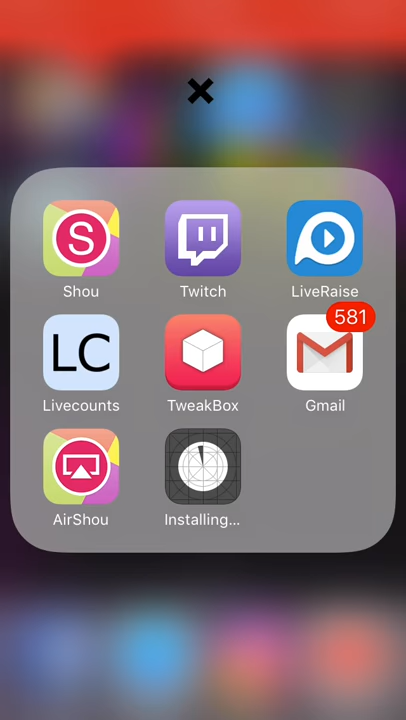 ✕
S
Shou
Twitch
LiveRaise
LC
Livecounts
TweakBox
581
Gmail
AirShou
Installing...